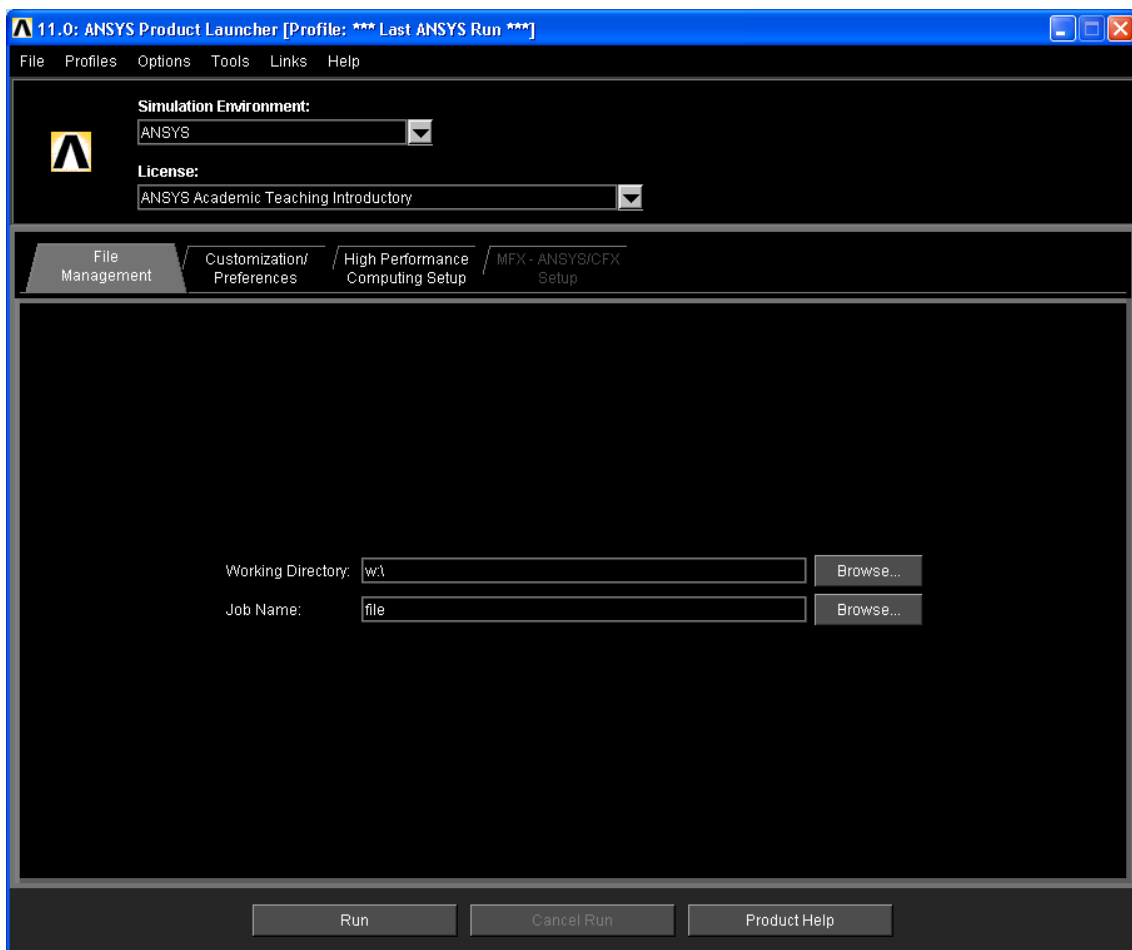 11.0: ANSYS Product Launcher [Profile: *** Last ANSYS Run ***]
File Profiles Options Tools Links Help
Simulation Environment:
ANSYS
License:
ANSYS Academic Teaching Introductory
File
Management
Customization/
Preferences
High Performance
Computing Setup
MFX - ANSYS/CFX
Setup
Working Directory: w:\ Browse...
Job Name: file Browse...
Run Cancel Run Product Help